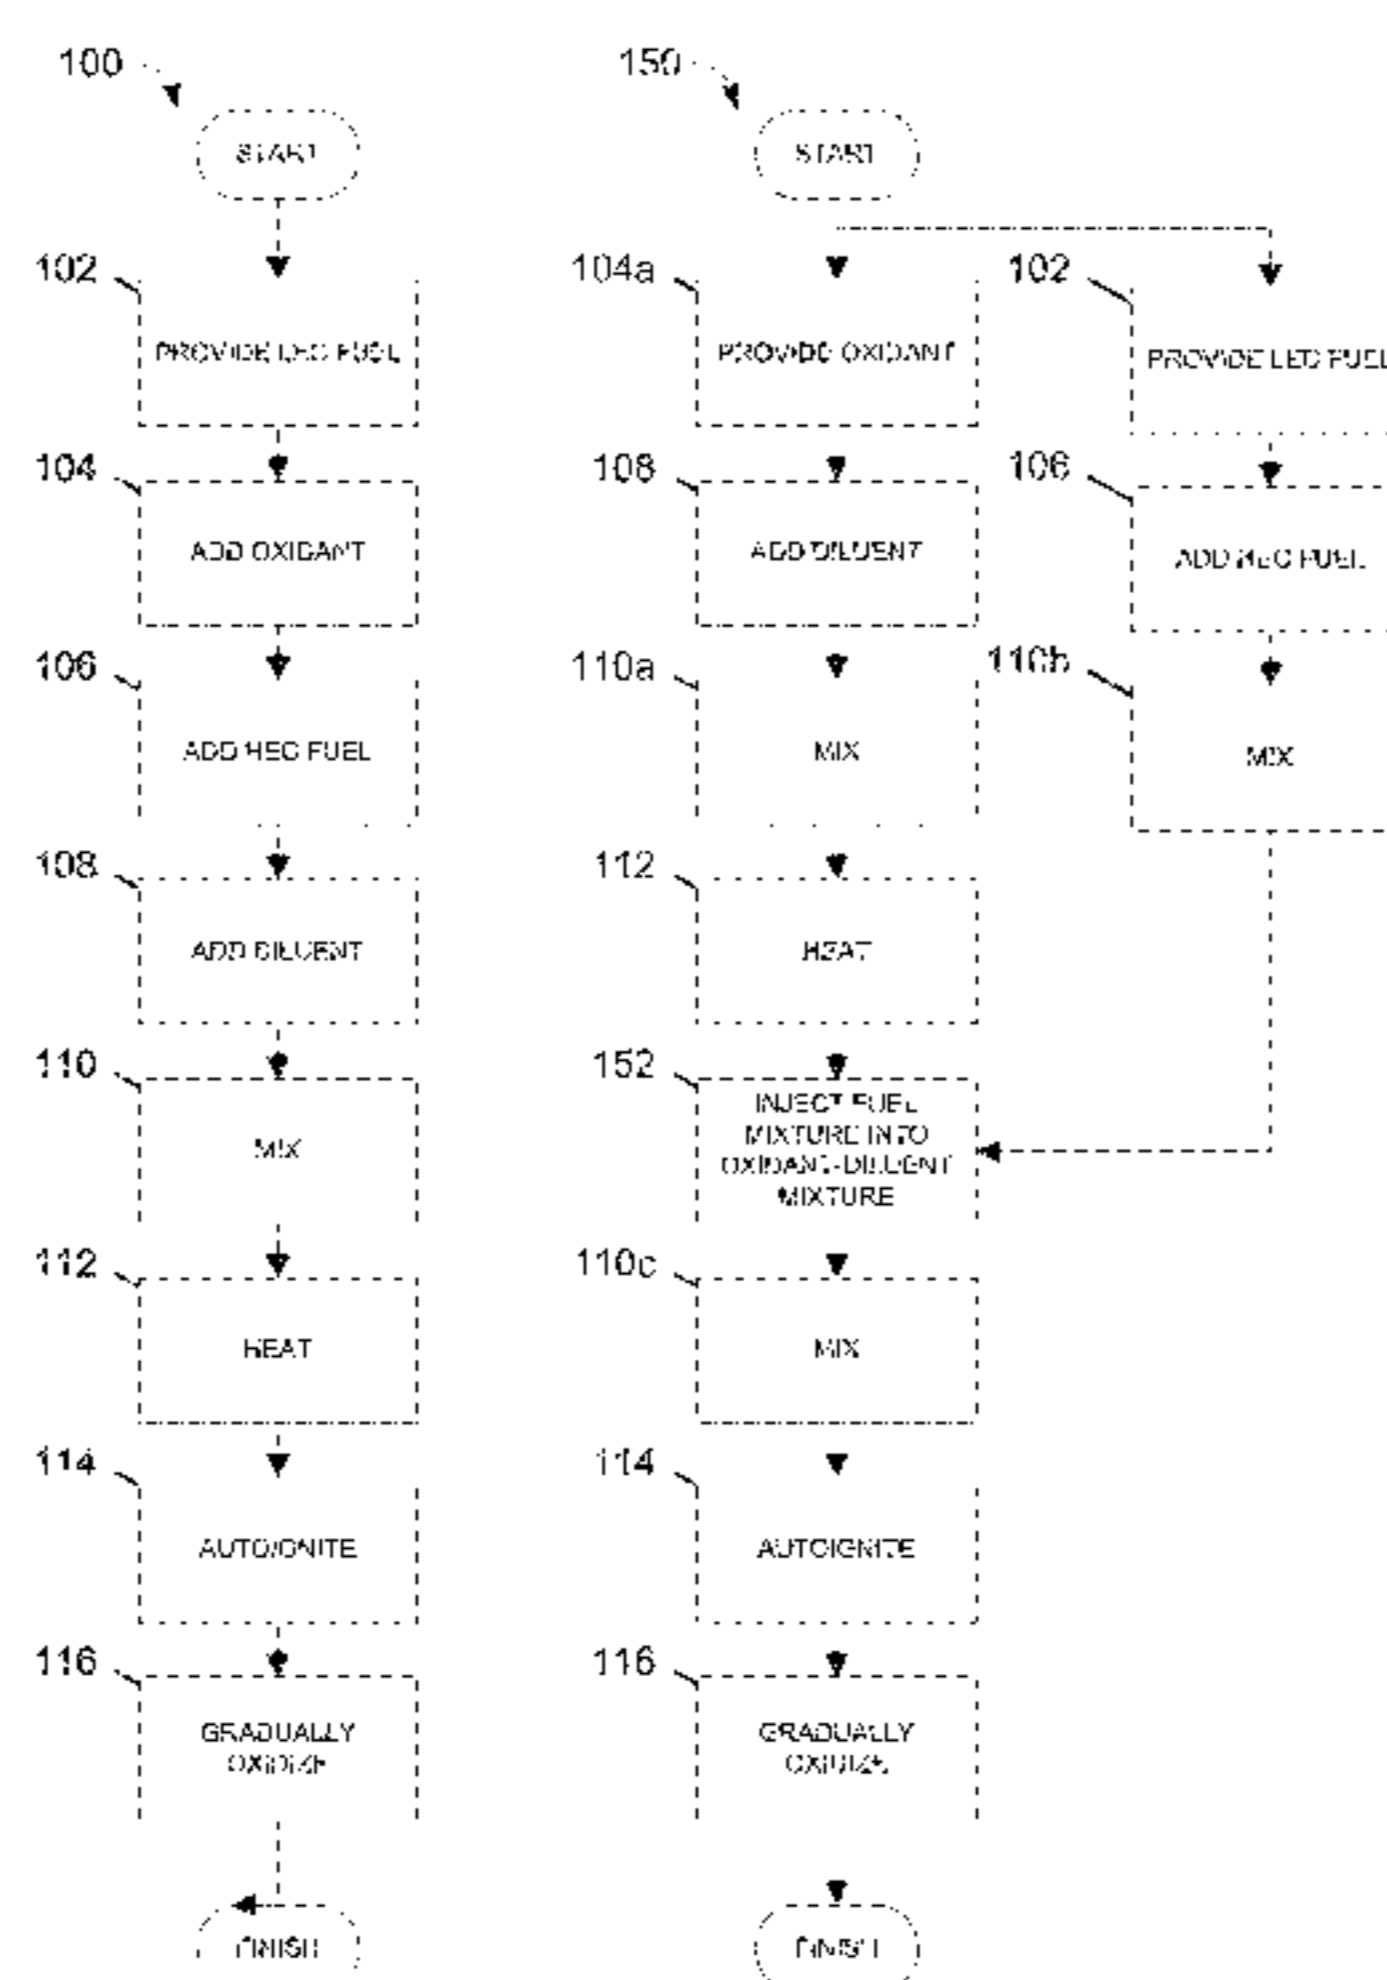 100
START
102
PROVIDE LEC FUEL
104
ADD OXIDANT
106
ADD HEC FUEL
108
ADD DILUENT
110
MIX
112
HEAT
114
AUTOIGNITE
116
GRADUALLY
OXIDIZE
FINISH
150
START
104a
PROVIDE OXIDANT
108
ADD DILUENT
110a
MIX
112
HEAT
152
INJECT FUEL
MIXTURE INTO
OXIDANT-DILUENT
MIXTURE
110c
MIX
114
AUTOIGNITE
116
GRADUALLY
OXIDIZE
FINISH
102
PROVIDE LEC FUEL
106
ADD HEC FUEL
110b
MIX